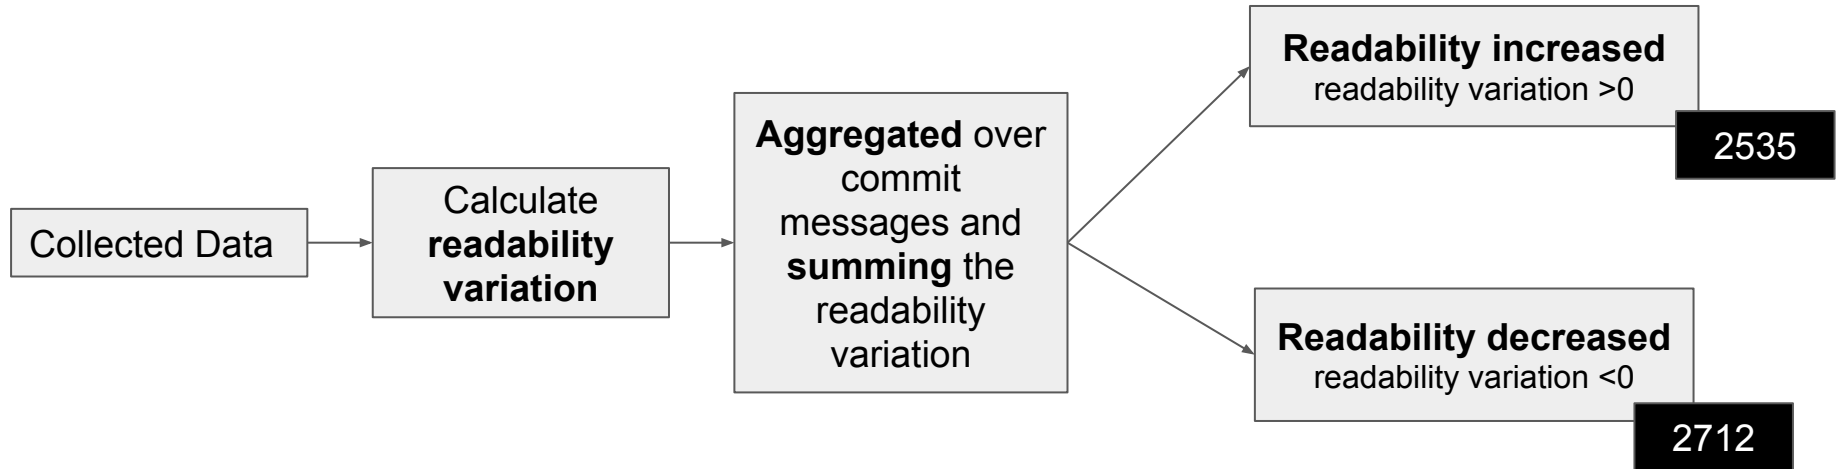 Collected Data
Calculate
readability
variation
Aggregated over
commit
messages and
summing the
readability
variation
Readability increased
readability variation >0
2535
Readability decreased
readability variation <0
2712